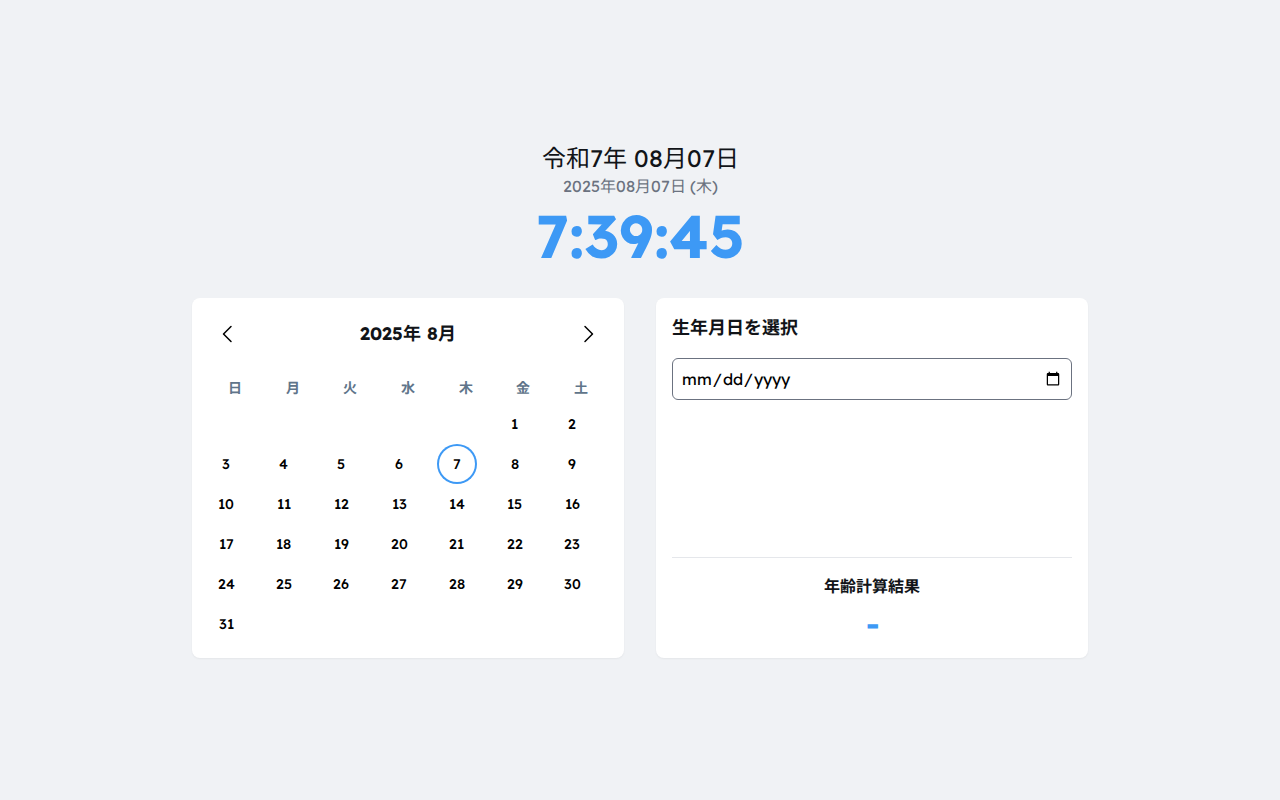 令和7年 08月07日
2025年08月07日 (木)
7:39:45
2025年 8月
日 月 火 水 木 金 土
1 2
3 4 5 6 7 8 9
10 11 12 13 14 15 16
17 18 19 20 21 22 23
24 25 26 27 28 29 30
31
生年月日を選択
mm/dd/yyyy
年齢計算結果
-